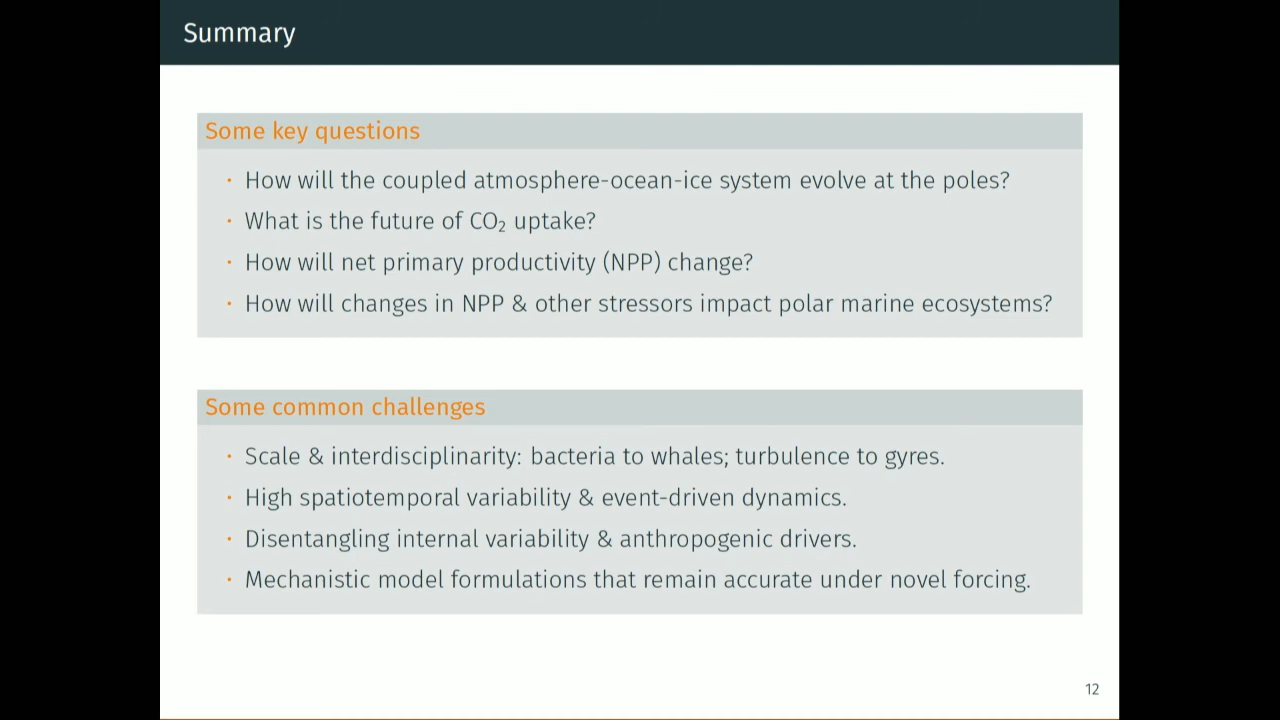 Summary
Some key questions
· How will the coupled atmosphere-ocean-ice system evolve at the poles?
· What is the future of CO₂ uptake?
· How will net primary productivity (NPP) change?
· How will changes in NPP & other stressors impact polar marine ecosystems?
Some common challenges
· Scale & interdisciplinarity: bacteria to whales; turbulence to gyres.
· High spatiotemporal variability & event-driven dynamics.
· Disentangling internal variability & anthropogenic drivers.
· Mechanistic model formulations that remain accurate under novel forcing.
12